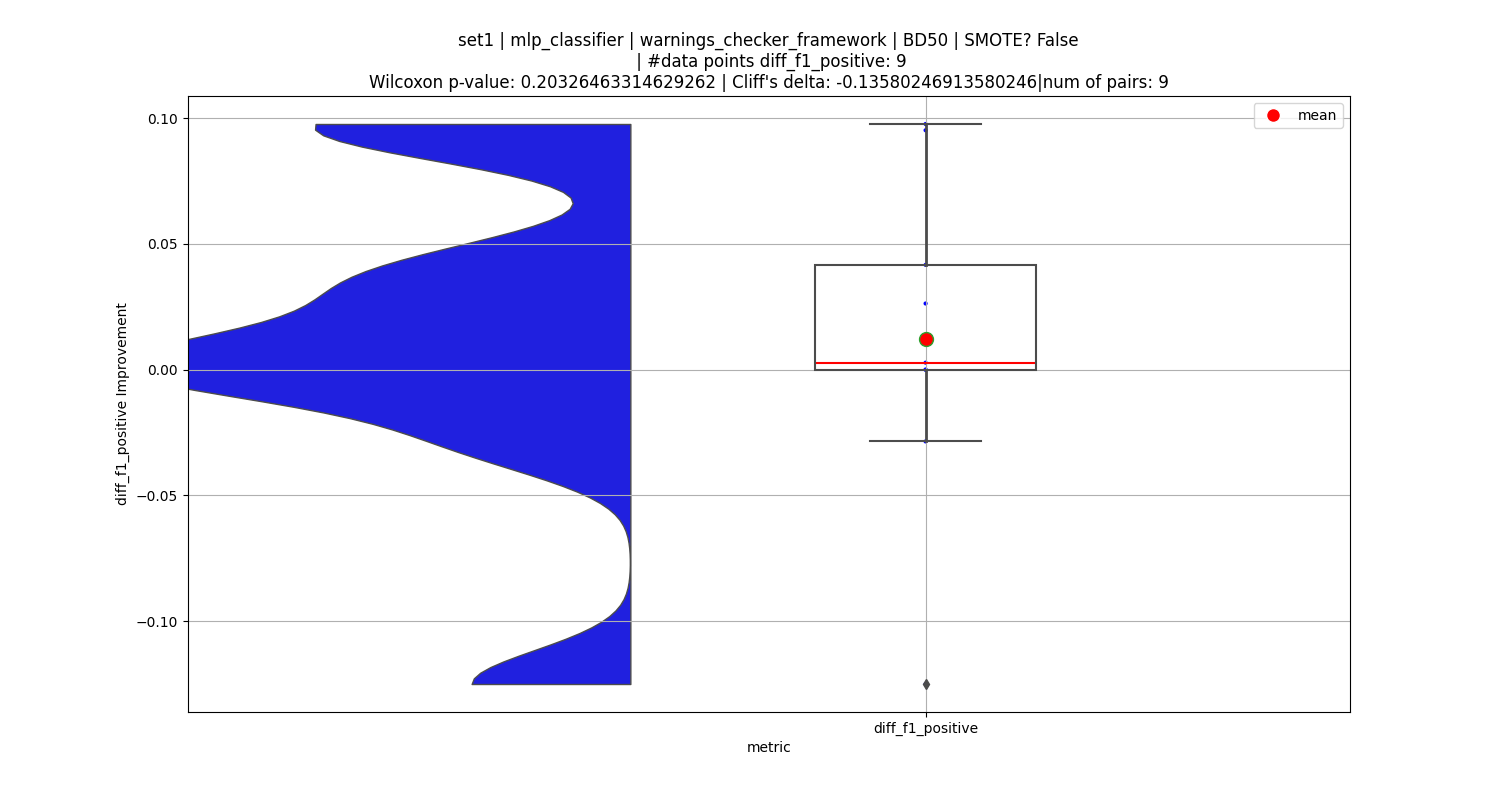 set1 | mlp_classifier | warnings_checker_framework | BD50 | SMOTE? False
| #data points diff_f1_positive: 9
Wilcoxon p-value: 0.20326463314629262 | Cliff's delta: -0.13580246913580246|num of pairs: 9
mean
0.10
0.05
0.00
−0.05
−0.10
diff_f1_positive Improvement
diff_f1_positive
metric